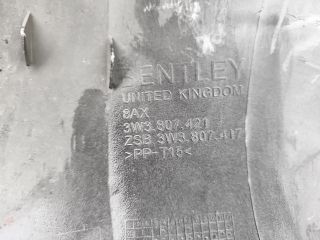 BENTLEY
UNITED KINGDOM
8AX
3W3.807.421
ZSB 3W3.807.417
>PP-T15<